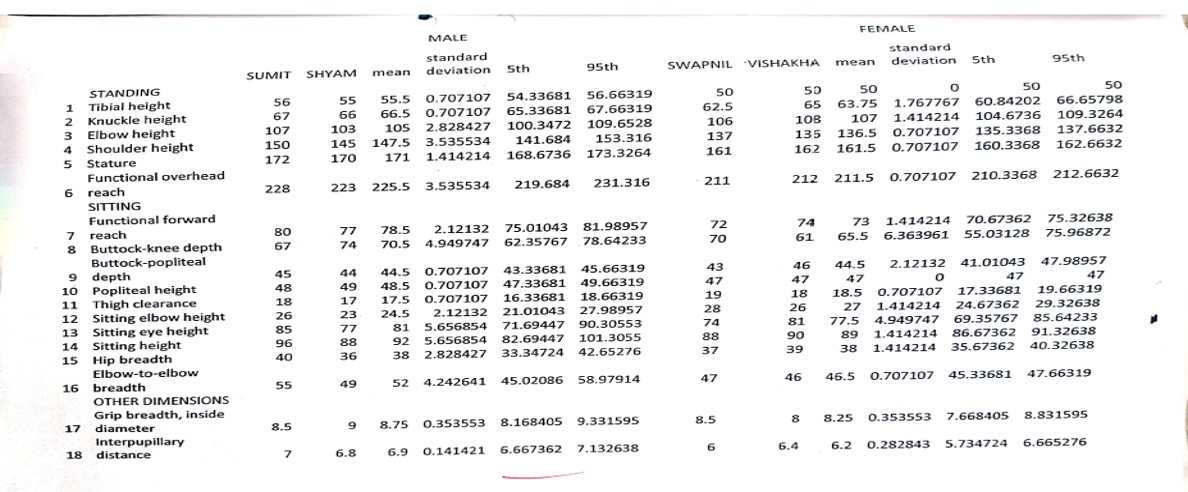 MALE FEMALE
SUMIT SHYAM mean standard deviation 5th 95th SWAPNIL VISHAKHA mean standard deviation 5th 95th
STANDING
1 Tibial height 56 55 55.5 0.707107 54.33681 56.66319 50 50 50 0 50 50
2 Knuckle height 67 66 66.5 0.707107 65.33681 67.66319 62.5 65 63.75 1.767767 60.84202 66.65798
3 Elbow height 107 103 105 2.828427 100.3472 109.6528 106 108 107 1.414214 104.6736 109.3264
4 Shoulder height 150 145 147.5 3.535534 141.684 153.316 137 136 136.5 0.707107 135.3368 137.6632
5 Stature 172 170 171 1.414214 168.6736 173.3264 161 162 161.5 0.707107 160.3368 162.6632
Functional overhead
6 reach 228 223 225.5 3.535534 219.684 231.316 211 212 211.5 0.707107 210.3368 212.6632
SITTING
Functional forward
7 reach 80 77 78.5 2.12132 75.01043 81.98957 72 74 73 1.414214 70.67362 75.32638
8 Buttock-knee depth 67 74 70.5 4.949747 62.35767 78.64233 70 61 65.5 6.363961 55.03128 75.96872
Buttock-popliteal
9 depth 45 44 44.5 0.707107 43.33681 45.66319 43 46 44.5 2.12132 41.01043 47.98957
10 Popliteal height 48 49 48.5 0.707107 47.33681 49.66319 47 47 47 0 47 47
11 Thigh clearance 18 17 17.5 0.707107 16.33681 18.66319 19 18 18.5 0.707107 17.33681 19.66319
12 Sitting elbow height 26 23 24.5 2.12132 21.01043 27.98957 28 26 27 1.414214 24.67362 29.32638
13 Sitting eye height 85 77 81 5.656854 71.69447 90.30553 74 81 77.5 4.949747 69.35767 85.64233
14 Sitting height 96 88 92 5.656854 82.69447 101.3055 88 90 89 1.414214 86.67362 91.32638
15 Hip breadth 40 36 38 2.828427 33.34724 42.65276 37 39 38 1.414214 35.67362 40.32638
Elbow-to-elbow
16 breadth 55 49 52 4.242641 45.02086 58.97914 47 46 46.5 0.707107 45.33681 47.66319
OTHER DIMENSIONS
Grip breadth, inside
17 diameter 8.5 9 8.75 0.353553 8.168405 9.331595 8.5 8 8.25 0.353553 7.668405 8.831595
Interpupillary
18 distance 7 6.8 6.9 0.141421 6.667362 7.132638 6 6.4 6.2 0.282843 5.734724 6.665276